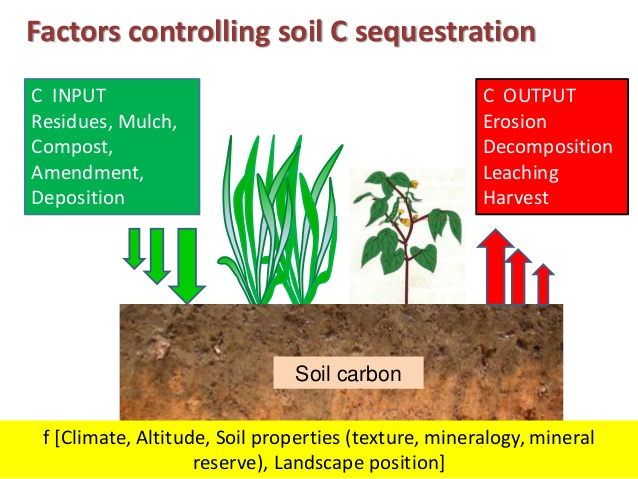 Factors controlling soil C sequestration
C INPUT
Residues, Mulch,
Compost,
Amendment,
Deposition
C OUTPUT
Erosion
Decomposition
Leaching
Harvest
Soil carbon
f [Climate, Altitude, Soil properties (texture, mineralogy, mineral
reserve), Landscape position]